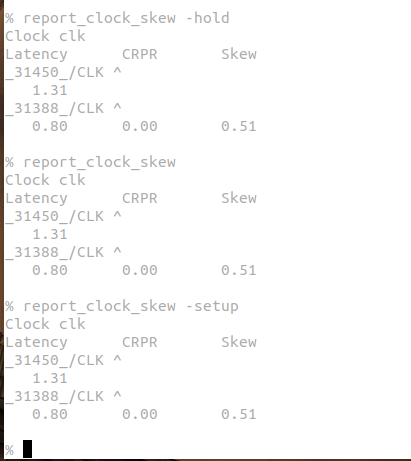 % report_clock_skew -hold
Clock clk
Latency      CRPR       Skew
_31450_/CLK ^
   1.31
_31388_/CLK ^
   0.80      0.00       0.51

% report_clock_skew
Clock clk
Latency      CRPR       Skew
_31450_/CLK ^
   1.31
_31388_/CLK ^
   0.80      0.00       0.51

% report_clock_skew -setup
Clock clk
Latency      CRPR       Skew
_31450_/CLK ^
   1.31
_31388_/CLK ^
   0.80      0.00       0.51

%